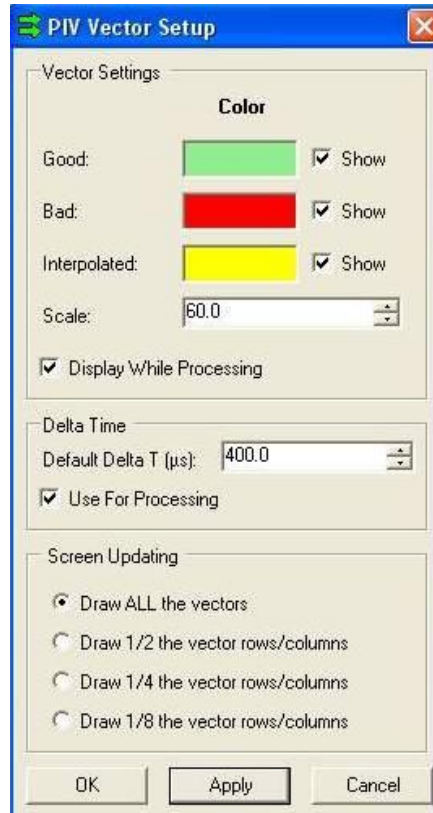 PIV Vector Setup
Vector Settings
Color
Good: Show
Bad: Show
Interpolated: Show
Scale: 60.0
Display While Processing
Delta Time
Default Delta T (µs): 400.0
Use For Processing
Screen Updating
Draw ALL the vectors
Draw 1/2 the vector rows/columns
Draw 1/4 the vector rows/columns
Draw 1/8 the vector rows/columns
OK Apply Cancel